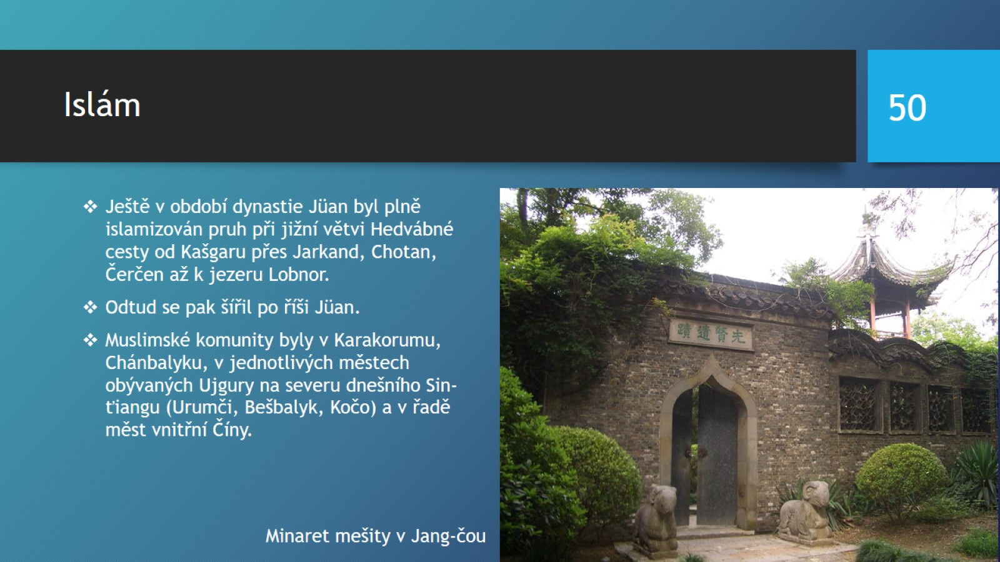 Islám
50
❖ Ještě v období dynastie Jüan byl plně
islamizován pruh při jižní větvi Hedvábné
cesty od Kašgaru přes Jarkand, Chotan,
Čerčen až k jezeru Lobnor.
❖ Odtud se pak šířil po říši Jüan.
❖ Muslimské komunity byly v Karakorumu,
Chánbalyku, v jednotlivých městech
obývaných Ujgury na severu dnešního Sin-
ťiangu (Urumči, Bešbalyk, Kočo) a v řadě
měst vnitřní Číny.
Minaret mešity v Jang-čou
蹟遺賢先